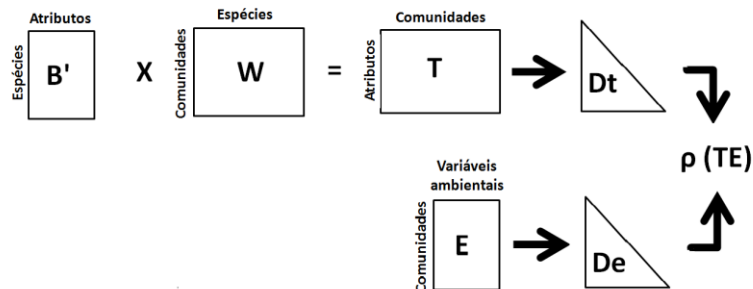 Atributos
Espécies
B'
X
Espécies
Comunidades
W
=
Comunidades
Atributos
T
Dt
ρ (TE)
Variáveis
ambientais
Comunidades
E
De